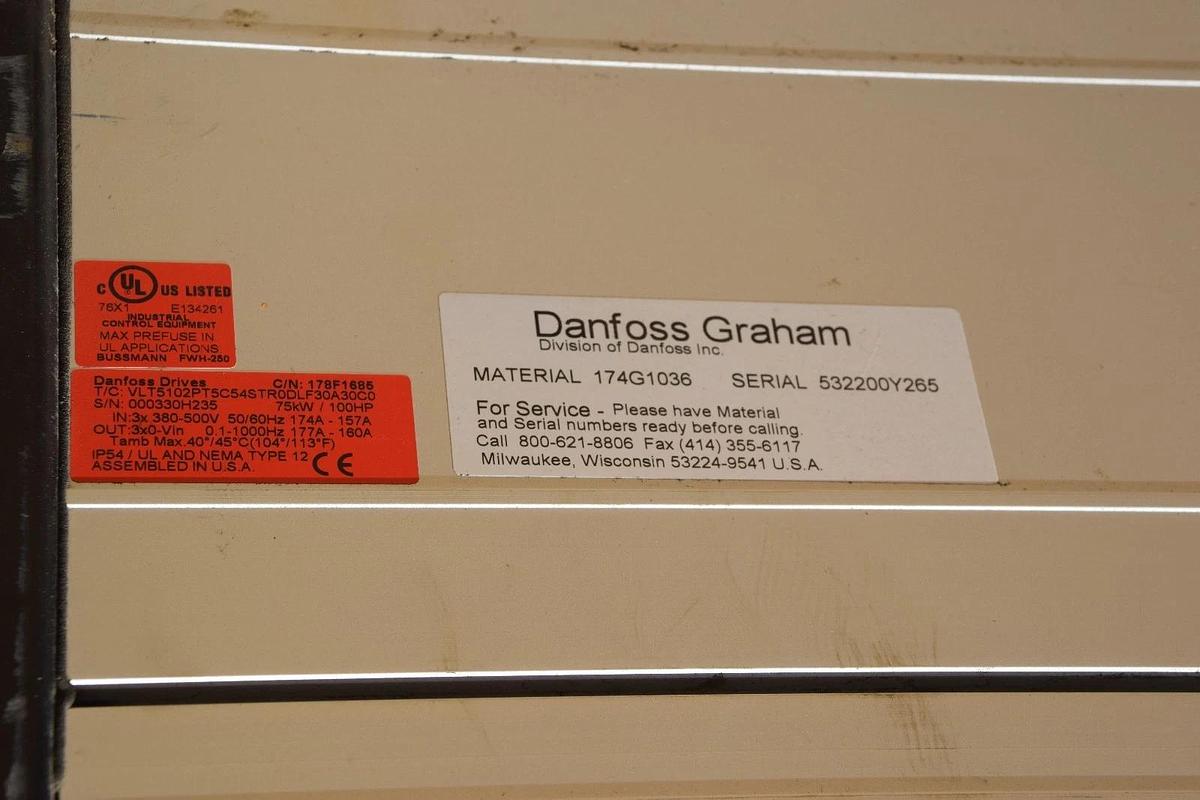 C UL US LISTED
76X1 E134261
INDUSTRIAL
CONTROL EQUIPMENT
MAX PREFUSE IN
UL APPLICATIONS.
BUSSMANN FWH-250
Danfoss Drives C/N: 178F1685
T/C: VLT5102PT5C54STR0DLF30A30C0
S/N: 000330H235 75kW / 100HP
IN:3x 380-500V 50/60Hz 174A - 157A
OUT:3x0-Vin 0.1-1000Hz 177A - 160A
Tamb Max.40°/45°C(104°/113°F)
IP54 / UL AND NEMA TYPE 12
ASSEMBLED IN U.S.A. CE
Danfoss Graham
Division of Danfoss Inc.
MATERIAL 174G1036 SERIAL 532200Y265
For Service - Please have Material
and Serial numbers ready before calling.
Call 800-621-8806 Fax (414) 355-6117
Milwaukee, Wisconsin 53224-9541 U.S.A.